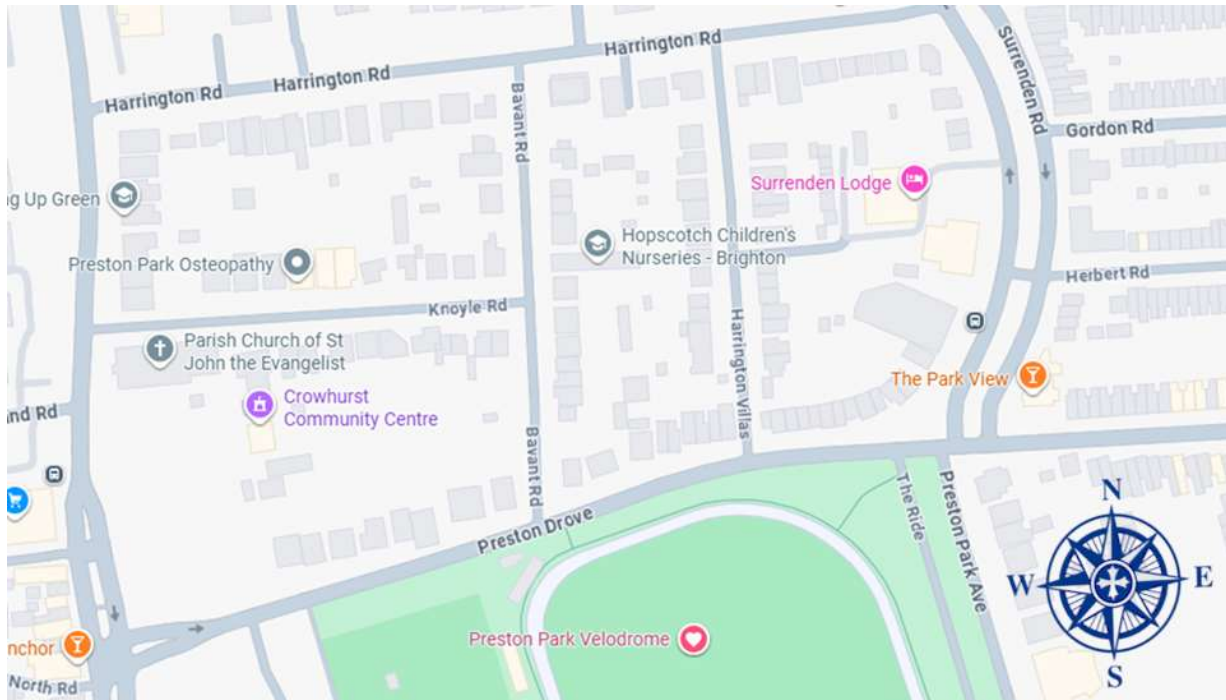 Harrington Rd
Harrington Rd
Harrington Rd
Surrenden Rd
Bavant Rd
Gordon Rd
ng Up Green
Surrenden Lodge
Hopscotch Children's
Nurseries - Brighton
Preston Park Osteopathy
Herbert Rd
Knoyle Rd
Parish Church of St
John the Evangelist
Harrington Villas
The Park View
Crowhurst
Community Centre
and Rd
Bavant Rd
Preston Drove
The Ride
Preston Park Ave
N
W
E
S
Preston Park Velodrome
nchor
North Rd